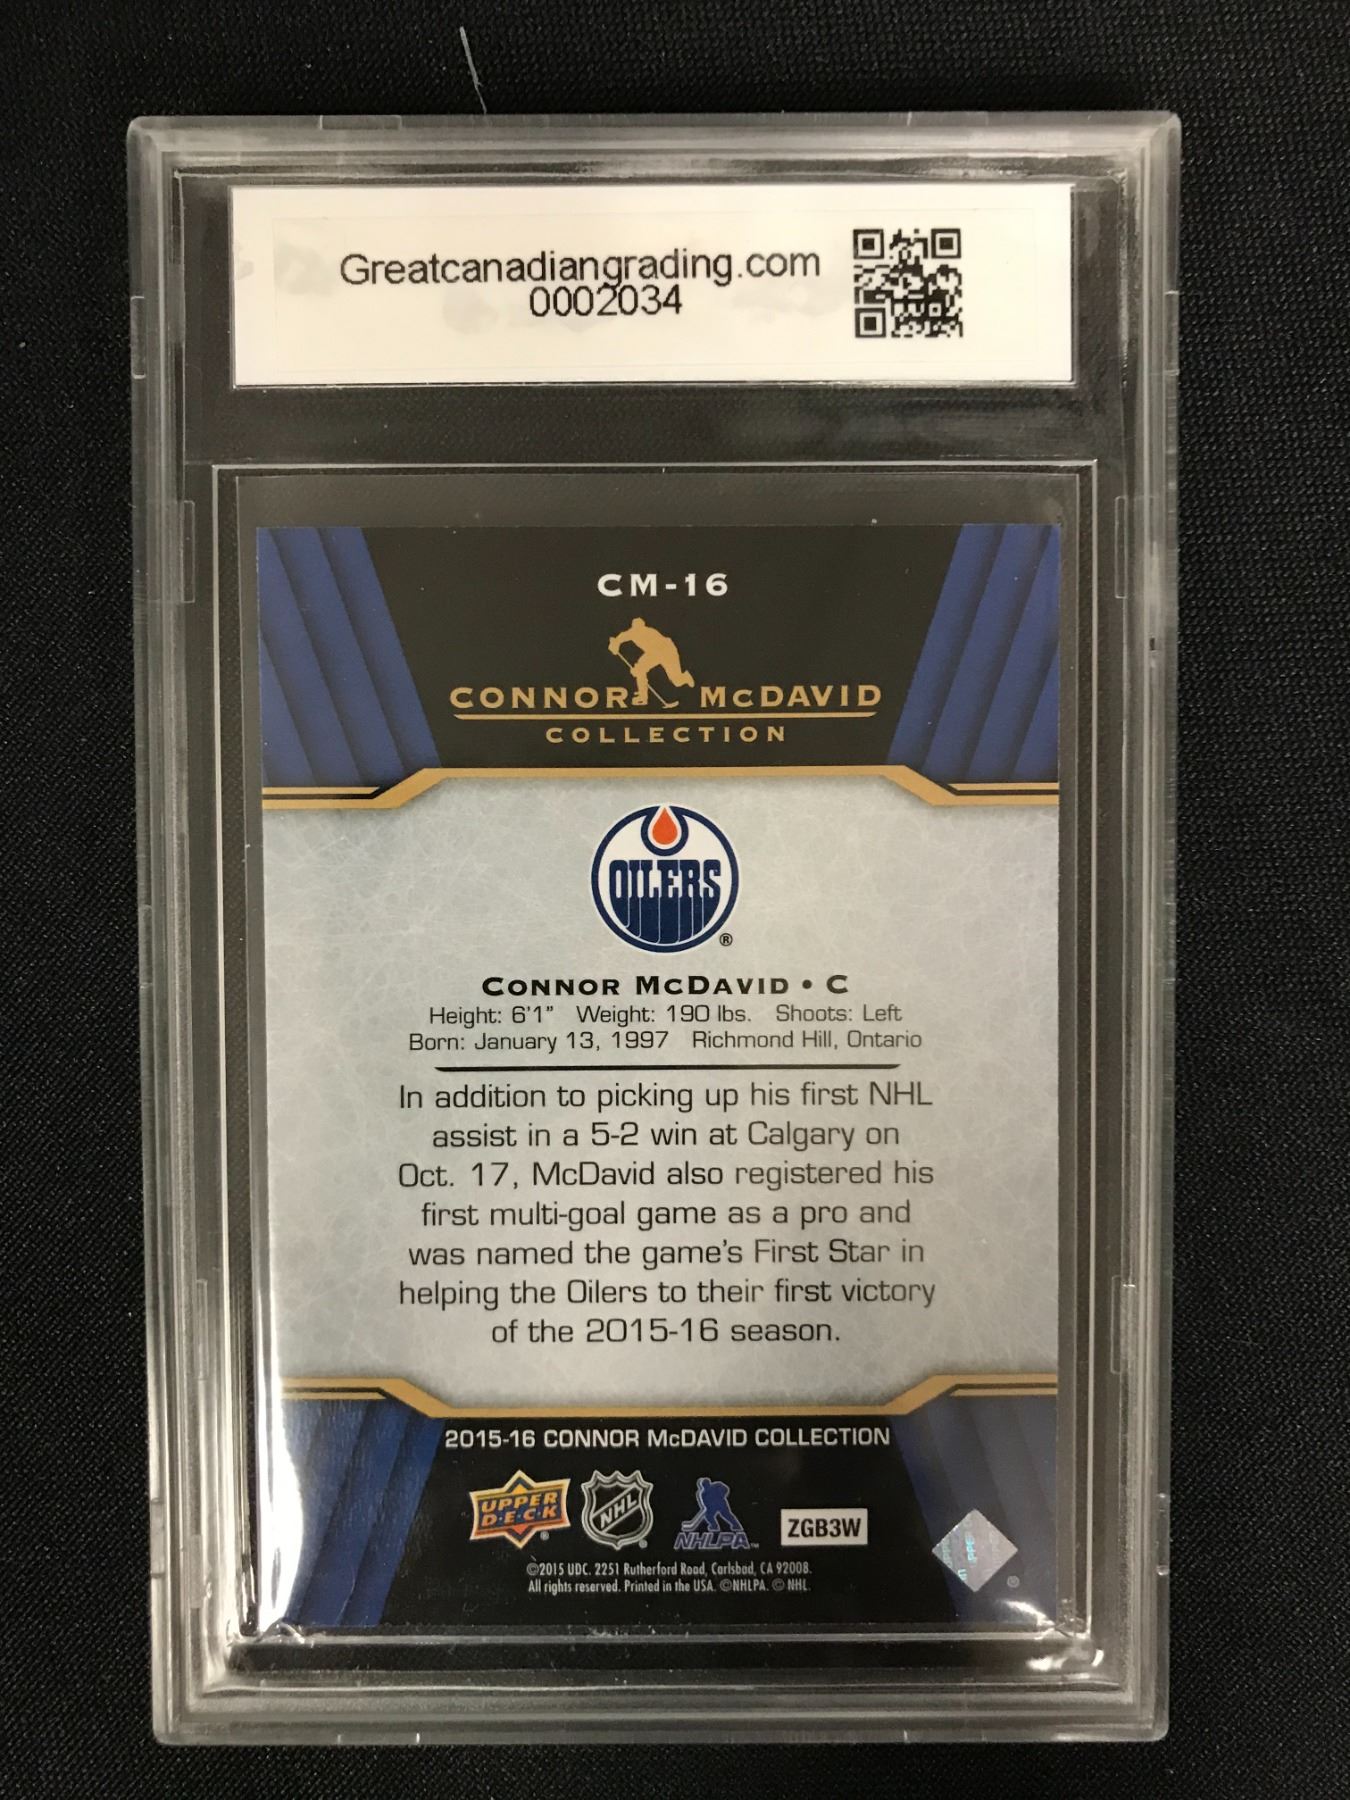 Greatcanadiangrading.com
0002034
CM-16
CONNOR McDAVID
COLLECTION
OILERS
®
CONNOR McDAVID • C
Height: 6'1" Weight: 190 lbs. Shoots: Left
Born: January 13, 1997 Richmond Hill, Ontario
In addition to picking up his first NHL
assist in a 5-2 win at Calgary on
Oct. 17, McDavid also registered his
first multi-goal game as a pro and
was named the game's First Star in
helping the Oilers to their first victory
of the 2015-16 season.
2015-16 CONNOR McDAVID COLLECTION
UPPER
D·E·C·K
NHL
NHLPA
ZGB3W
©2015 UDC. 2251 Rutherford Road, Carlsbad, CA 92008.
All rights reserved. Printed in the USA. ©NHLPA. © NHL.